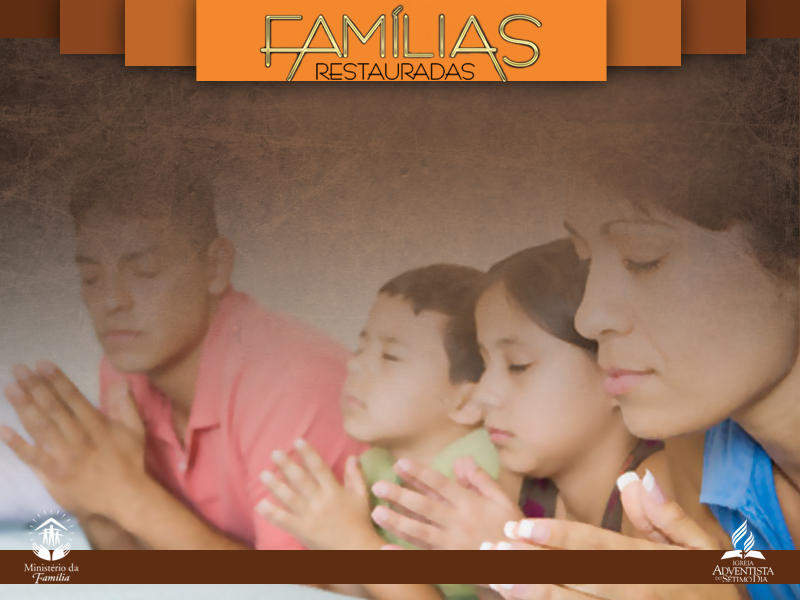 FAMÍLIAS
RESTAURADAS
Ministério da
Família
IGREJA
ADVENTISTA
DO SÉTIMO DIA